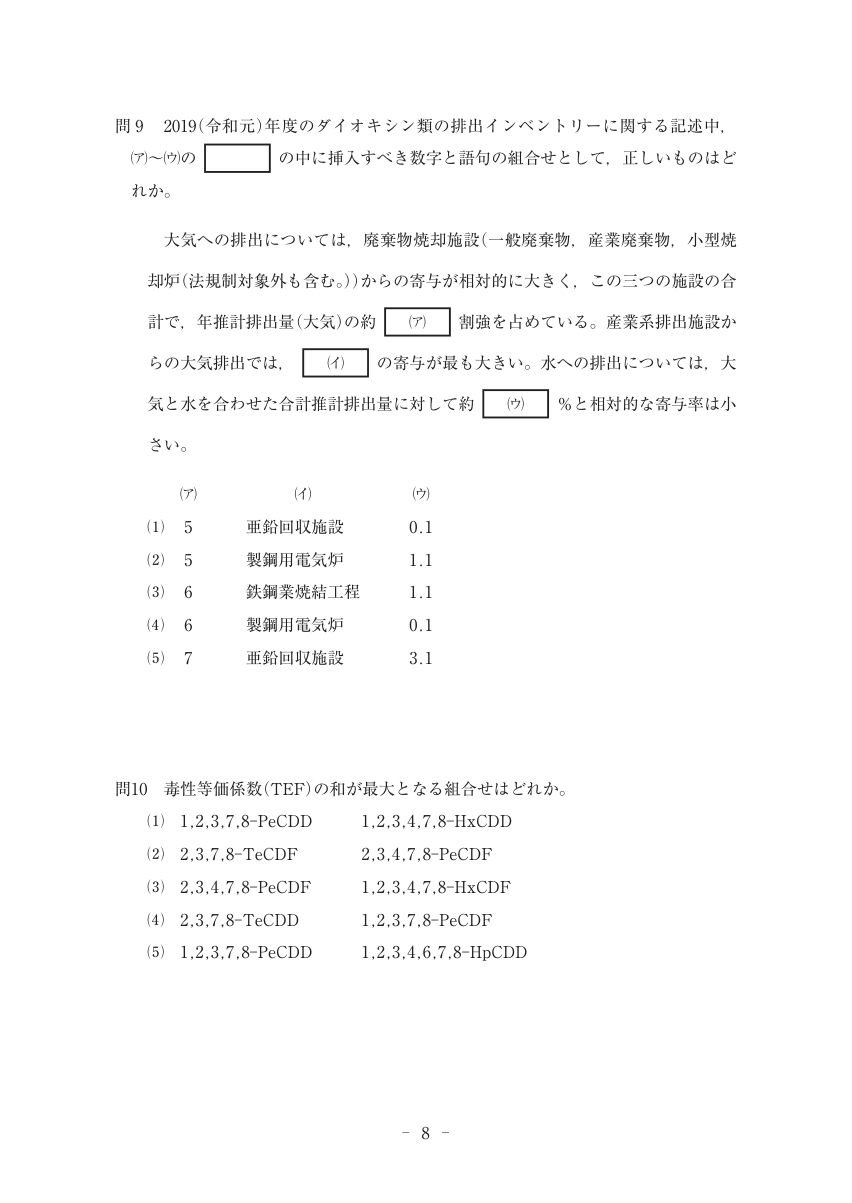 問9 2019(令和元)年度のダイオキシン類の排出インベントリーに関する記述中，
㋐～㋒の の中に挿入すべき数字と語句の組合せとして，正しいものはど
れか。
大気への排出については，廃棄物焼却施設(一般廃棄物，産業廃棄物，小型焼
却炉(法規制対象外も含む。))からの寄与が相対的に大きく，この三つの施設の合
計で，年推計排出量(大気)の約 (ア) 割強を占めている。産業系排出施設か
らの大気排出では， (イ) の寄与が最も大きい。水への排出については，大
気と水を合わせた合計推計排出量に対して約 (ウ) ％と相対的な寄与率は小
さい。
(ア) (イ) (ウ)
(1) 5 亜鉛回収施設 0.1
(2) 5 製鋼用電気炉 1.1
(3) 6 鉄鋼業焼結工程 1.1
(4) 6 製鋼用電気炉 0.1
(5) 7 亜鉛回収施設 3.1
問10 毒性等価係数(TEF)の和が最大となる組合せはどれか。
(1) 1,2,3,7,8-PeCDD 1,2,3,4,7,8-HxCDD
(2) 2,3,7,8-TeCDF 2,3,4,7,8-PeCDF
(3) 2,3,4,7,8-PeCDF 1,2,3,4,7,8-HxCDF
(4) 2,3,7,8-TeCDD 1,2,3,7,8-PeCDF
(5) 1,2,3,7,8-PeCDD 1,2,3,4,6,7,8-HpCDD
- 8 -